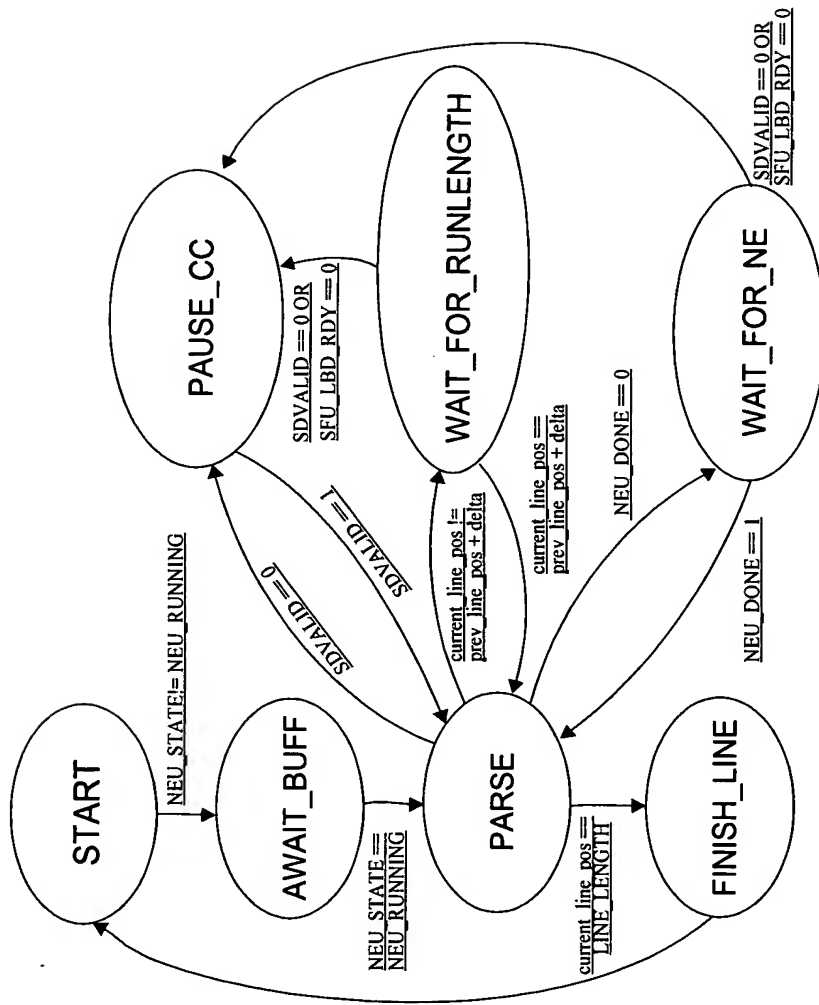 START
NEU_STATE!= NEU_RUNNING
AWAIT_BUFF
NEU_STATE ==
NEU_RUNNING
PARSE
current_line_pos ==
LINE_LENGTH
FINISH_LINE
SDVALID == 0
SDVALID == 1
PAUSE_CC
SDVALID == 0 OR
SFU_LBD_RDY == 0
current_line_pos !=
prev_line_pos + delta
WAIT_FOR_RUNLENGTH
current_line_pos ==
prev_line_pos + delta
NEU_DONE == 0
NEU_DONE == 1
WAIT_FOR_NE
SDVALID == 0 OR
SFU_LBD_RDY == 0